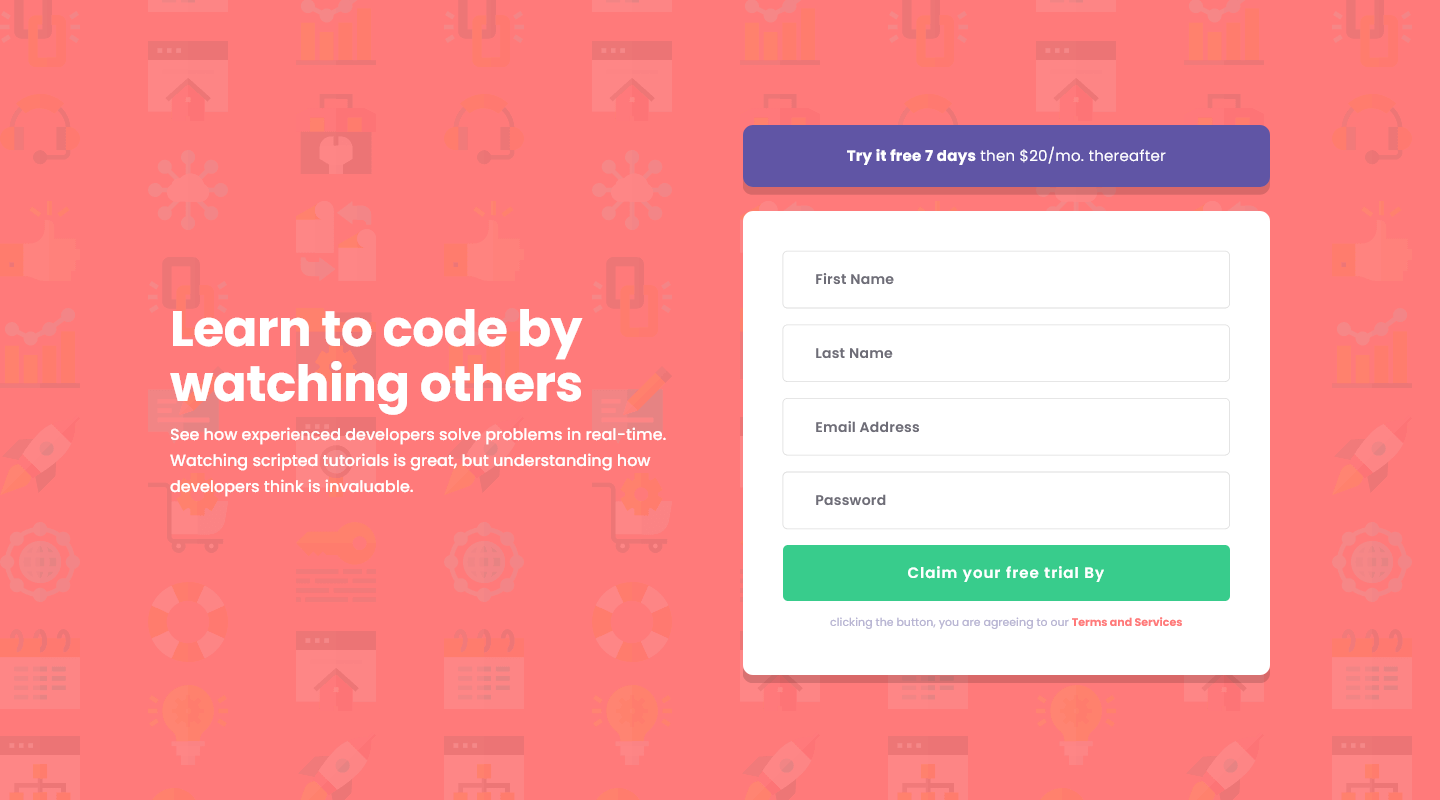 Learn to code by
watching others
See how experienced developers solve problems in real-time.
Watching scripted tutorials is great, but understanding how
developers think is invaluable.
Try it free 7 days then $20/mo. thereafter
First Name
Last Name
Email Address
Password
Claim your free trial By
clicking the button, you are agreeing to our Terms and Services